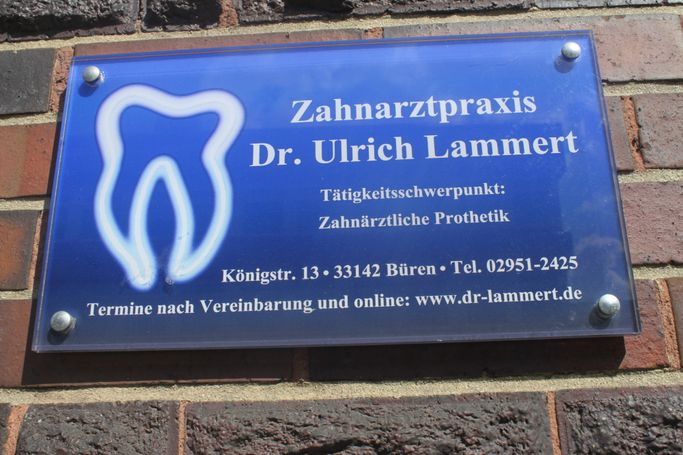 Zahnarztpraxis
Dr. Ulrich Lammert
Tätigkeitsschwerpunkt:
Zahnärztliche Prothetik
Königstr. 13 • 33142 Büren • Tel. 02951-2425
Termine nach Vereinbarung und online: www.dr-lammert.de